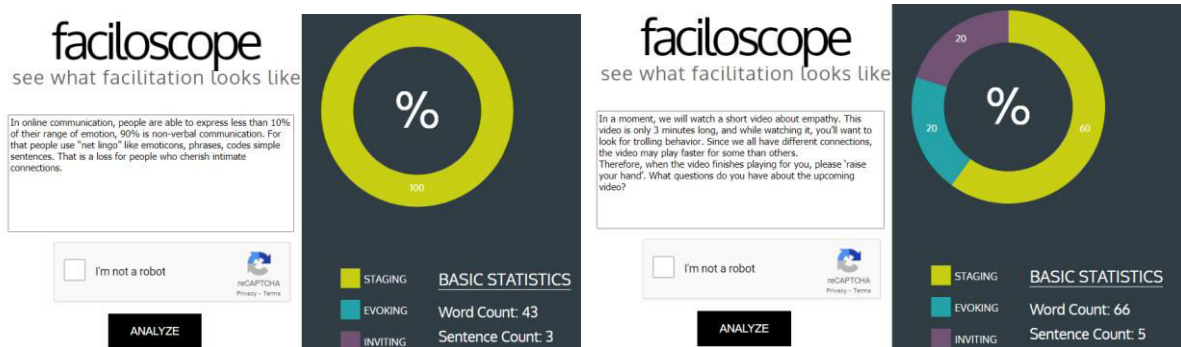 faciloscope
see what facilitation looks like
In online communication, people are able to express less than 10%
of their range of emotion, 90% is non-verbal communication. For
that people use "net lingo" like emoticons, phrases, codes simple
sentences. That is a loss for people who cherish intimate
connections.
I'm not a robot
reCAPTCHA
Privacy - Terms
ANALYZE
%
100
STAGING
EVOKING
INVITING
BASIC STATISTICS
Word Count: 43
Sentence Count: 3
faciloscope
see what facilitation looks like
In a moment, we will watch a short video about empathy. This
video is only 3 minutes long, and while watching it, you'll want to
look for trolling behavior. Since we all have different connections,
the video may play faster for some than others.
Therefore, when the video finishes playing for you, please 'raise
your hand'. What questions do you have about the upcoming
video?
I'm not a robot
reCAPTCHA
Privacy - Terms
ANALYZE
20
%
20
60
STAGING
EVOKING
INVITING
BASIC STATISTICS
Word Count: 66
Sentence Count: 5